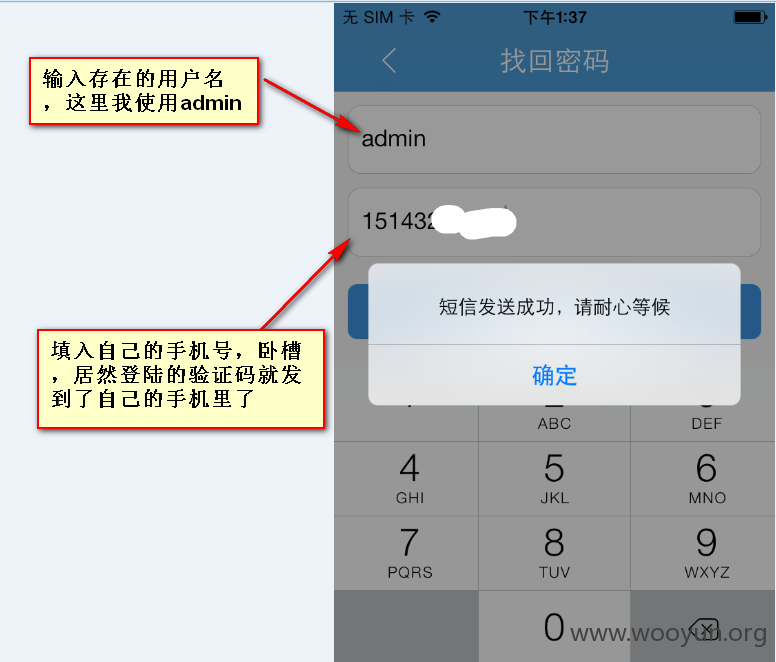 无 SIM 卡 下午1:37
找回密码
输入存在的用户名
，这里我使用admin
admin
151432
短信发送成功，请耐心等候
填入自己的手机号，卧槽
，居然登陆的验证码就发
到了自己的手机里了
确定
ABC DEF
4 5 6
GHI JKL MNO
7 8 9
PQRS TUV WXYZ
0
www.wooyun.org